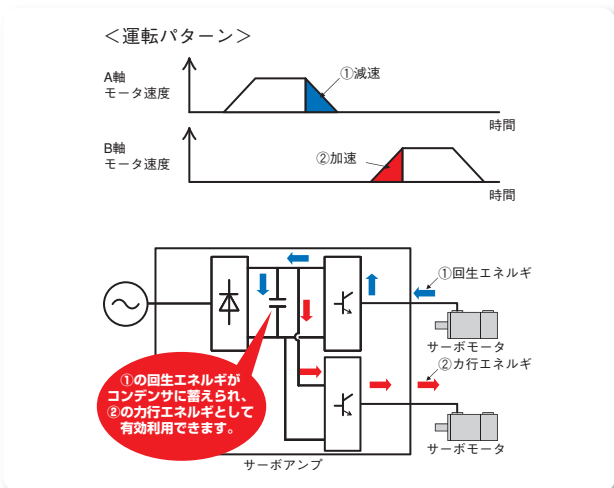 ＜運転パターン＞
A軸
モータ速度
①減速
時間
B軸
モータ速度
②加速
時間
①回生エネルギ
サーボモータ
②力行エネルギ
サーボモータ
サーボアンプ
①の回生エネルギが
コンデンサに蓄えられ、
②の力行エネルギとして
有効利用できます。